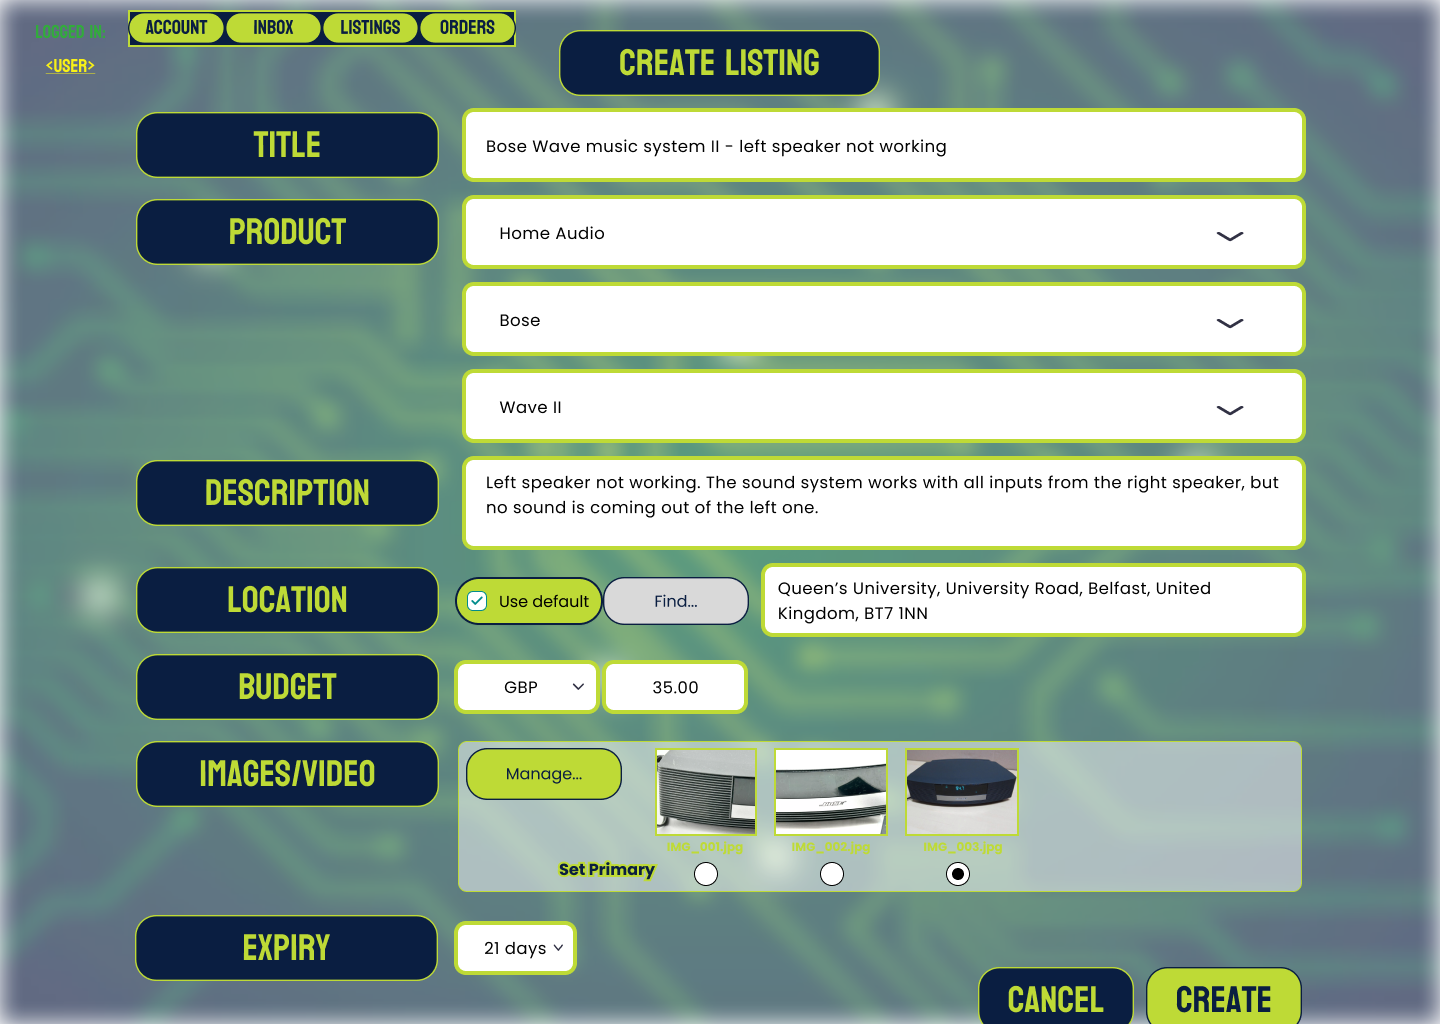 LOGGED IN:
<USER>
ACCOUNT INBOX LISTINGS ORDERS
CREATE LISTING
TITLE
Bose Wave music system II - left speaker not working
PRODUCT
Home Audio
Bose
Wave II
DESCRIPTION
Left speaker not working. The sound system works with all inputs from the right speaker, but
no sound is coming out of the left one.
LOCATION
Use default
Find...
Queen's University, University Road, Belfast, United
Kingdom, BT7 1NN
BUDGET
GBP
35.00
IMAGES/VIDEO
Manage...
BOSE
IMG_001.jpg IMG_002.jpg IMG_003.jpg
Set Primary
EXPIRY
21 days
CANCEL
CREATE